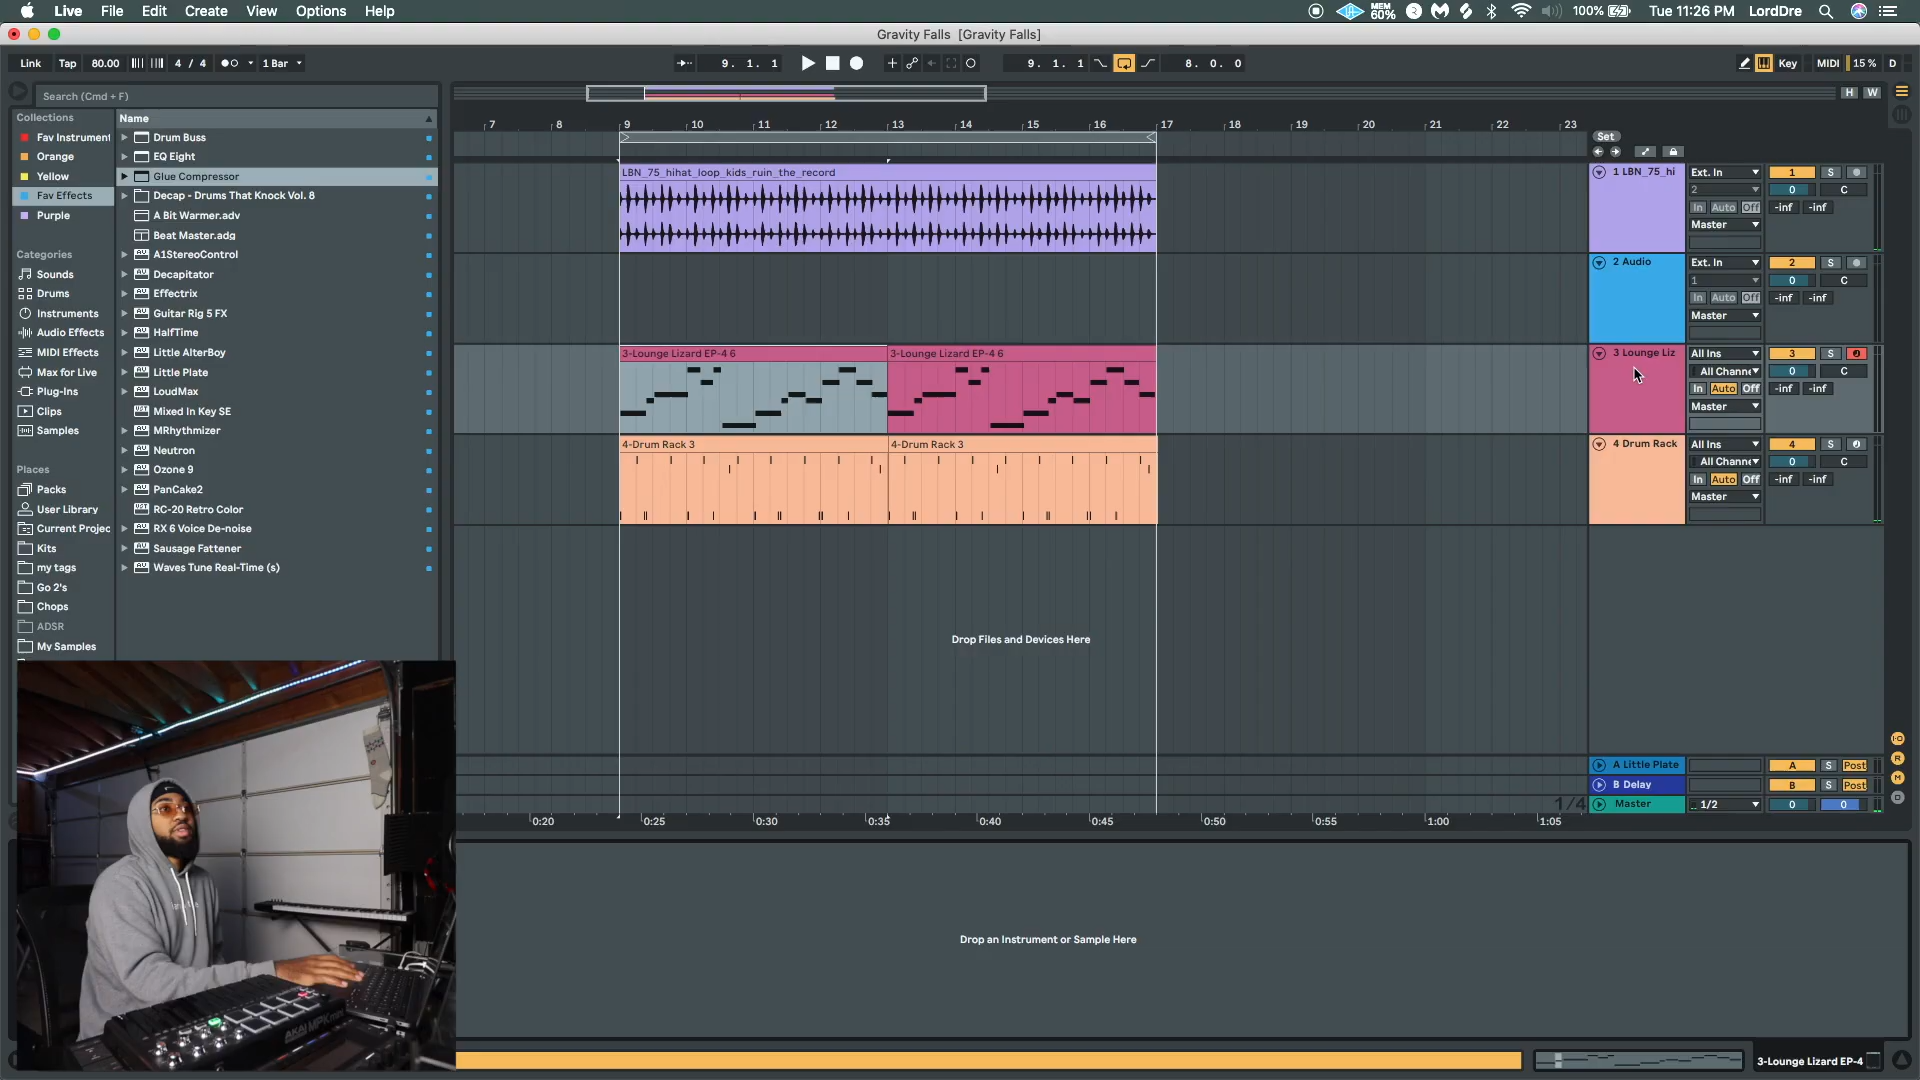 Live File Edit Create View Options Help
MEM 60% 100% Tue 11:26 PM LordDre
Gravity Falls [Gravity Falls]
Link Tap 80.00 4 / 4 1 Bar 9. 1. 1 9. 1. 1 8. 0. 0 Key MIDI 15 % D
Search (Cmd + F)
H W
Collections
Fav Instrument
Orange
Yellow
Fav Effects
Purple
Categories
Sounds
Drums
Instruments
Audio Effects
MIDI Effects
Max for Live
Plug-Ins
Clips
Samples
Places
Packs
User Library
Current Projec
Kits
my tags
Go 2's
Chops
ADSR
My Samples
Name
Drum Buss
EQ Eight
Glue Compressor
Decap - Drums That Knock Vol. 8
A Bit Warmer.adv
Beat Master.adg
A1StereoControl
Decapitator
Effectrix
Guitar Rig 5 FX
HalfTime
Little AlterBoy
Little Plate
LoudMax
Mixed In Key SE
MRhythmizer
Neutron
Ozone 9
PanCake2
RC-20 Retro Color
RX 6 Voice De-noise
Sausage Fattener
Waves Tune Real-Time (s)
7 8 9 10 11 12 13 14 15 16 17 18 19 20 21 22 23
Set
LBN_75_hihat_loop_kids_ruin_the_record
1 LBN_75_hi Ext. In 1 S
2 0 C
In Auto Off -inf -inf
Master
2 Audio Ext. In 2 S
1 0 C
In Auto Off -inf -inf
Master
3-Lounge Lizard EP-4 6 3-Lounge Lizard EP-4 6
3 Lounge Liz All Ins 3 S
All Channe 0 C
In Auto Off -inf -inf
Master
4-Drum Rack 3 4-Drum Rack 3
4 Drum Rack All Ins 4 S
All Channe 0 C
In Auto Off -inf -inf
Master
Drop Files and Devices Here
A Little Plate A S Post
B Delay B S Post
1/4 Master 1/2 0 0
0:20 0:25 0:30 0:35 0:40 0:45 0:50 0:55 1:00 1:05
Drop an Instrument or Sample Here
AKAI MPK mini
3-Lounge Lizard EP-4